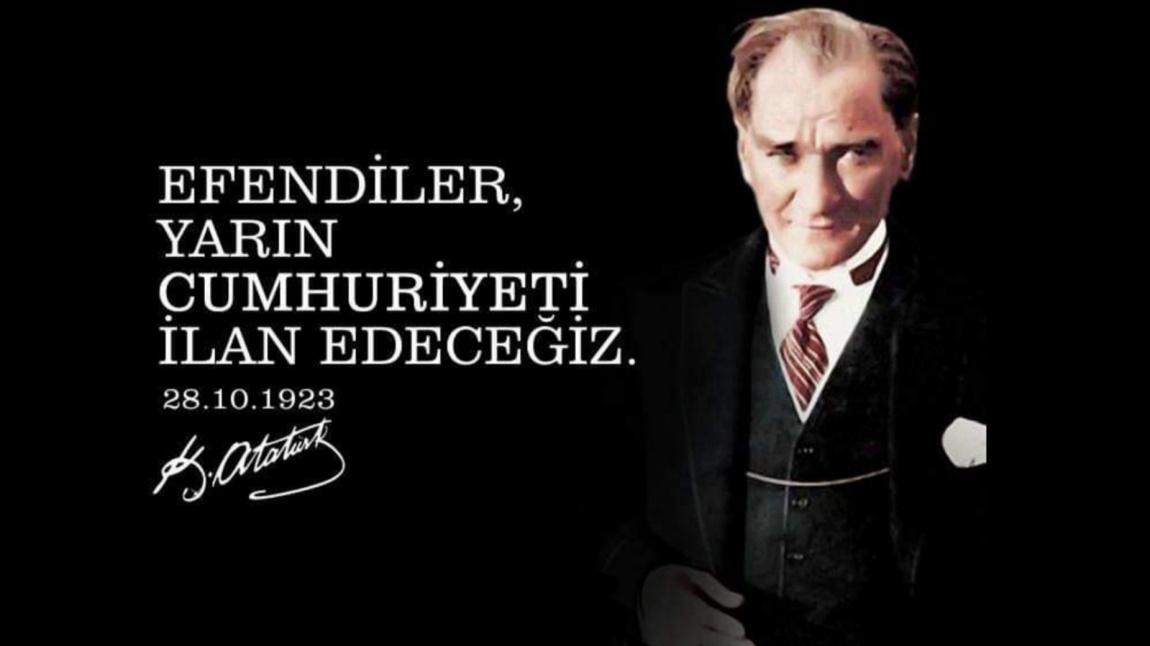 EFENDİLER,
YARIN
CUMHURİYETİ
İLAN EDECEĞİZ.
28.10.1923
K. Atatürk